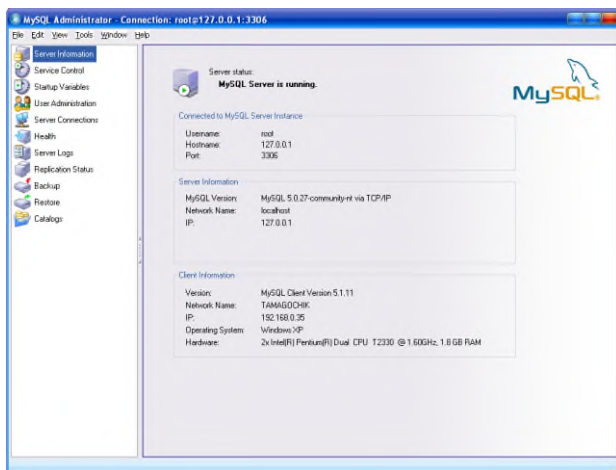 MySQL Administrator - Connection: root@127.0.0.1:3306
File Edit View Tools Window Help
Server Information
Service Control
Startup Variables
User Administration
Server Connections
Health
Server Logs
Replication Status
Backup
Restore
Catalogs
Server status:
MySQL Server is running.
MySQL
Connected to MySQL Server Instance
Username: root
Hostname: 127.0.0.1
Port: 3306
Server Information
MySQL Version: MySQL 5.0.27-community-nt via TCP/IP
Network Name: localhost
IP: 127.0.0.1
Client Information
Version: MySQL Client Version 5.1.11
Network Name: TAMAGOCHIK
IP: 192.168.0.35
Operating System: Windows XP
Hardware: 2x Intel(R) Pentium(R) Dual CPU T2330 @ 1.60GHz, 1.8 GB RAM